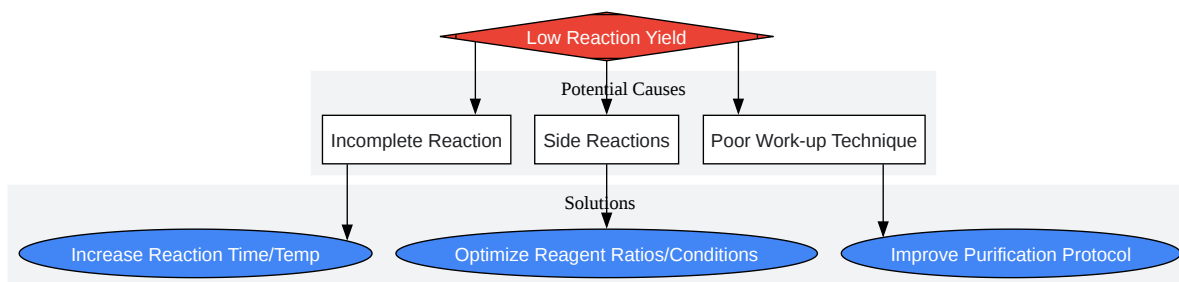 Low Reaction Yield
Potential Causes
Incomplete Reaction
Side Reactions
Poor Work-up Technique
Solutions
Increase Reaction Time/Temp
Optimize Reagent Ratios/Conditions
Improve Purification Protocol